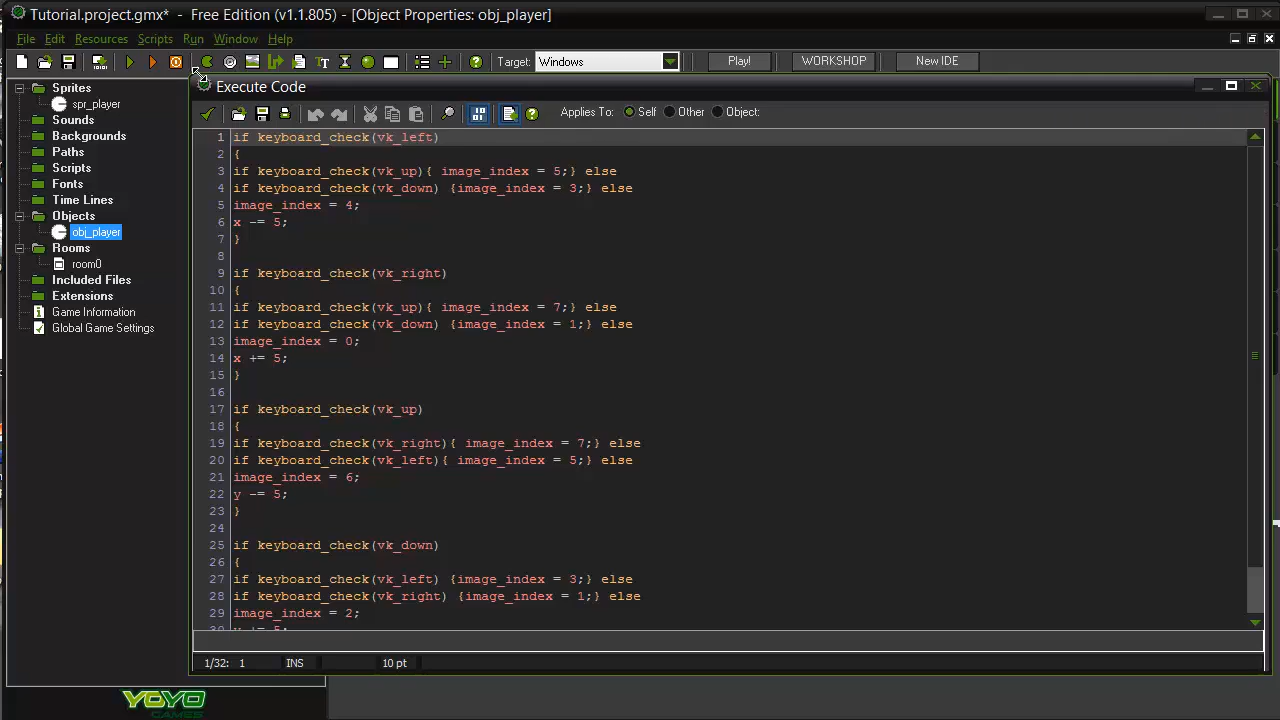 Tutorial.project.gmx* - Free Edition (v1.1.805) - [Object Properties: obj_player]
File Edit Resources Scripts Run Window Help
Target: Windows Play! WORKSHOP New IDE
Sprites
spr_player
Sounds
Backgrounds
Paths
Scripts
Fonts
Time Lines
Objects
obj_player
Rooms
room0
Included Files
Extensions
Game Information
Global Game Settings
Execute Code
Applies To: Self Other Object:
1 if keyboard_check(vk_left)
2 {
3 if keyboard_check(vk_up){ image_index = 5;} else
4 if keyboard_check(vk_down) {image_index = 3;} else
5 image_index = 4;
6 x -= 5;
7 }
8
9 if keyboard_check(vk_right)
10 {
11 if keyboard_check(vk_up){ image_index = 7;} else
12 if keyboard_check(vk_down) {image_index = 1;} else
13 image_index = 0;
14 x += 5;
15 }
16
17 if keyboard_check(vk_up)
18 {
19 if keyboard_check(vk_right){ image_index = 7;} else
20 if keyboard_check(vk_left){ image_index = 5;} else
21 image_index = 6;
22 y -= 5;
23 }
24
25 if keyboard_check(vk_down)
26 {
27 if keyboard_check(vk_left) {image_index = 3;} else
28 if keyboard_check(vk_right) {image_index = 1;} else
29 image_index = 2;
30 y += 5;
1/32: 1 INS 10 pt
YOYO
GAMES